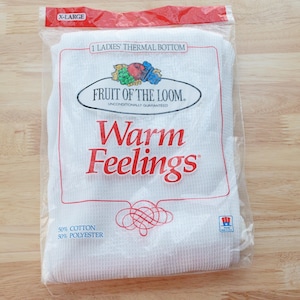 X-LARGE
1 LADIES' THERMAL BOTTOM
FRUIT OF THE LOOM®
UNCONDITIONALLY GUARANTEED
Warm
Feelings®
50% COTTON
50% POLYESTER